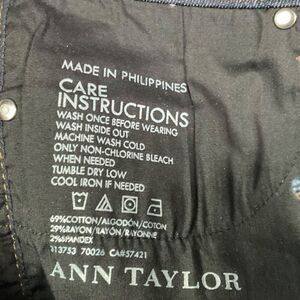 MADE IN PHILIPPINES
CARE
INSTRUCTIONS
WASH ONCE BEFORE WEARING
WASH INSIDE OUT
MACHINE WASH COLD
ONLY NON-CHLORINE BLEACH
WHEN NEEDED
TUMBLE DRY LOW
COOL IRON IF NEEDED
69%COTTON/ALGODÓN/COTON
29%RAYON/RAYÓN/RAYONNE
2%SPANDEX
113753 70026 CA#57421
ANN TAYLOR